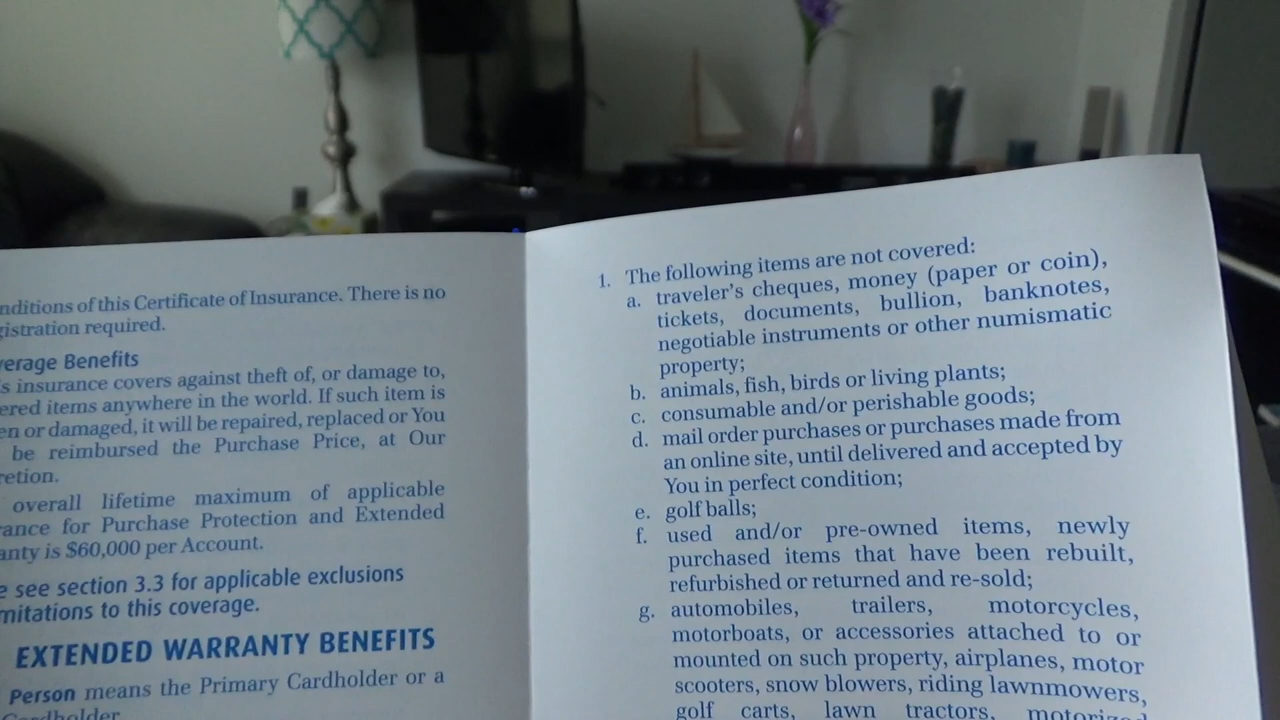 nditions of this Certificate of Insurance. There is no
gistration required.
verage Benefits
s insurance covers against theft of, or damage to,
ered items anywhere in the world. If such item is
en or damaged, it will be repaired, replaced or You
be reimbursed the Purchase Price, at Our
retion.
overall lifetime maximum of applicable
rance for Purchase Protection and Extended
anty is $60,000 per Account.
e see section 3.3 for applicable exclusions
mitations to this coverage.
EXTENDED WARRANTY BENEFITS
Person means the Primary Cardholder or a
Cardholder
1. The following items are not covered:
a. traveler's cheques, money (paper or coin),
tickets, documents, bullion, banknotes,
negotiable instruments or other numismatic
property;
b. animals, fish, birds or living plants;
c. consumable and/or perishable goods;
d. mail order purchases or purchases made from
an online site, until delivered and accepted by
You in perfect condition;
e. golf balls;
f. used and/or pre-owned items, newly
purchased items that have been rebuilt,
refurbished or returned and re-sold;
g. automobiles, trailers, motorcycles,
motorboats, or accessories attached to or
mounted on such property, airplanes, motor
scooters, snow blowers, riding lawnmowers,
golf carts, lawn tractors, motorized